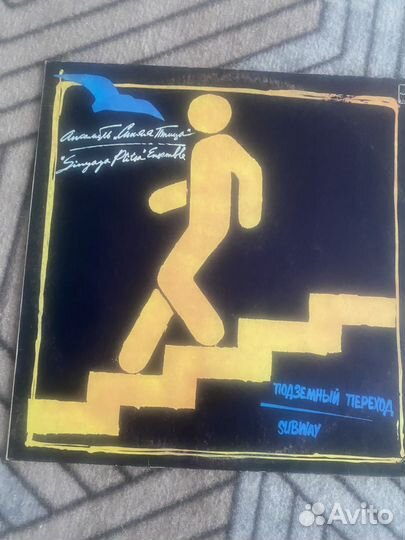 Ансамбль "Синяя Птица"
"Sinyaya Ptitsa" Ensemble
ПОДЗЕМНЫЙ ПЕРЕХОД
SUBWAY
Avito